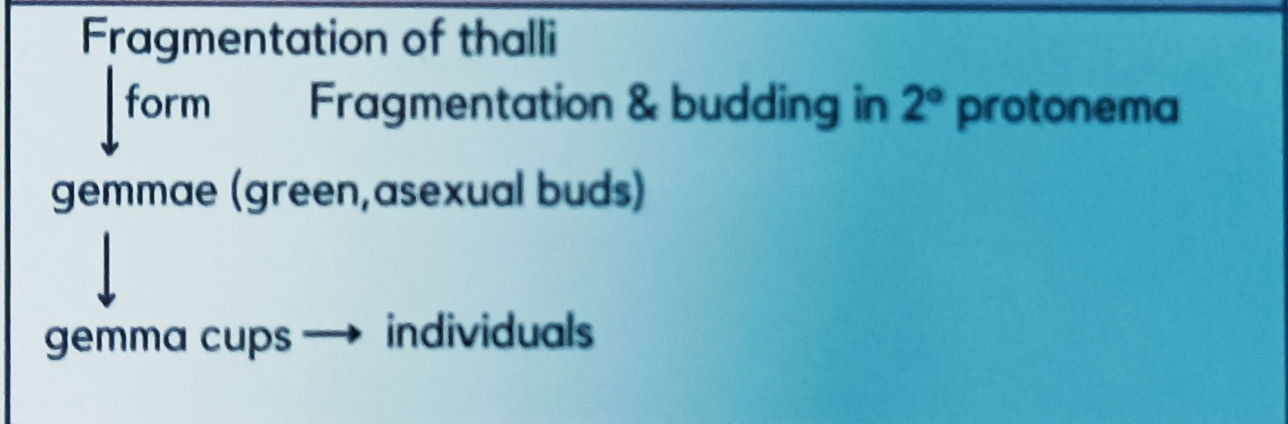 Fragmentation of thalli
form
Fragmentation & budding in 2° protonema
gemmae (green,asexual buds)
gemma cups → individuals